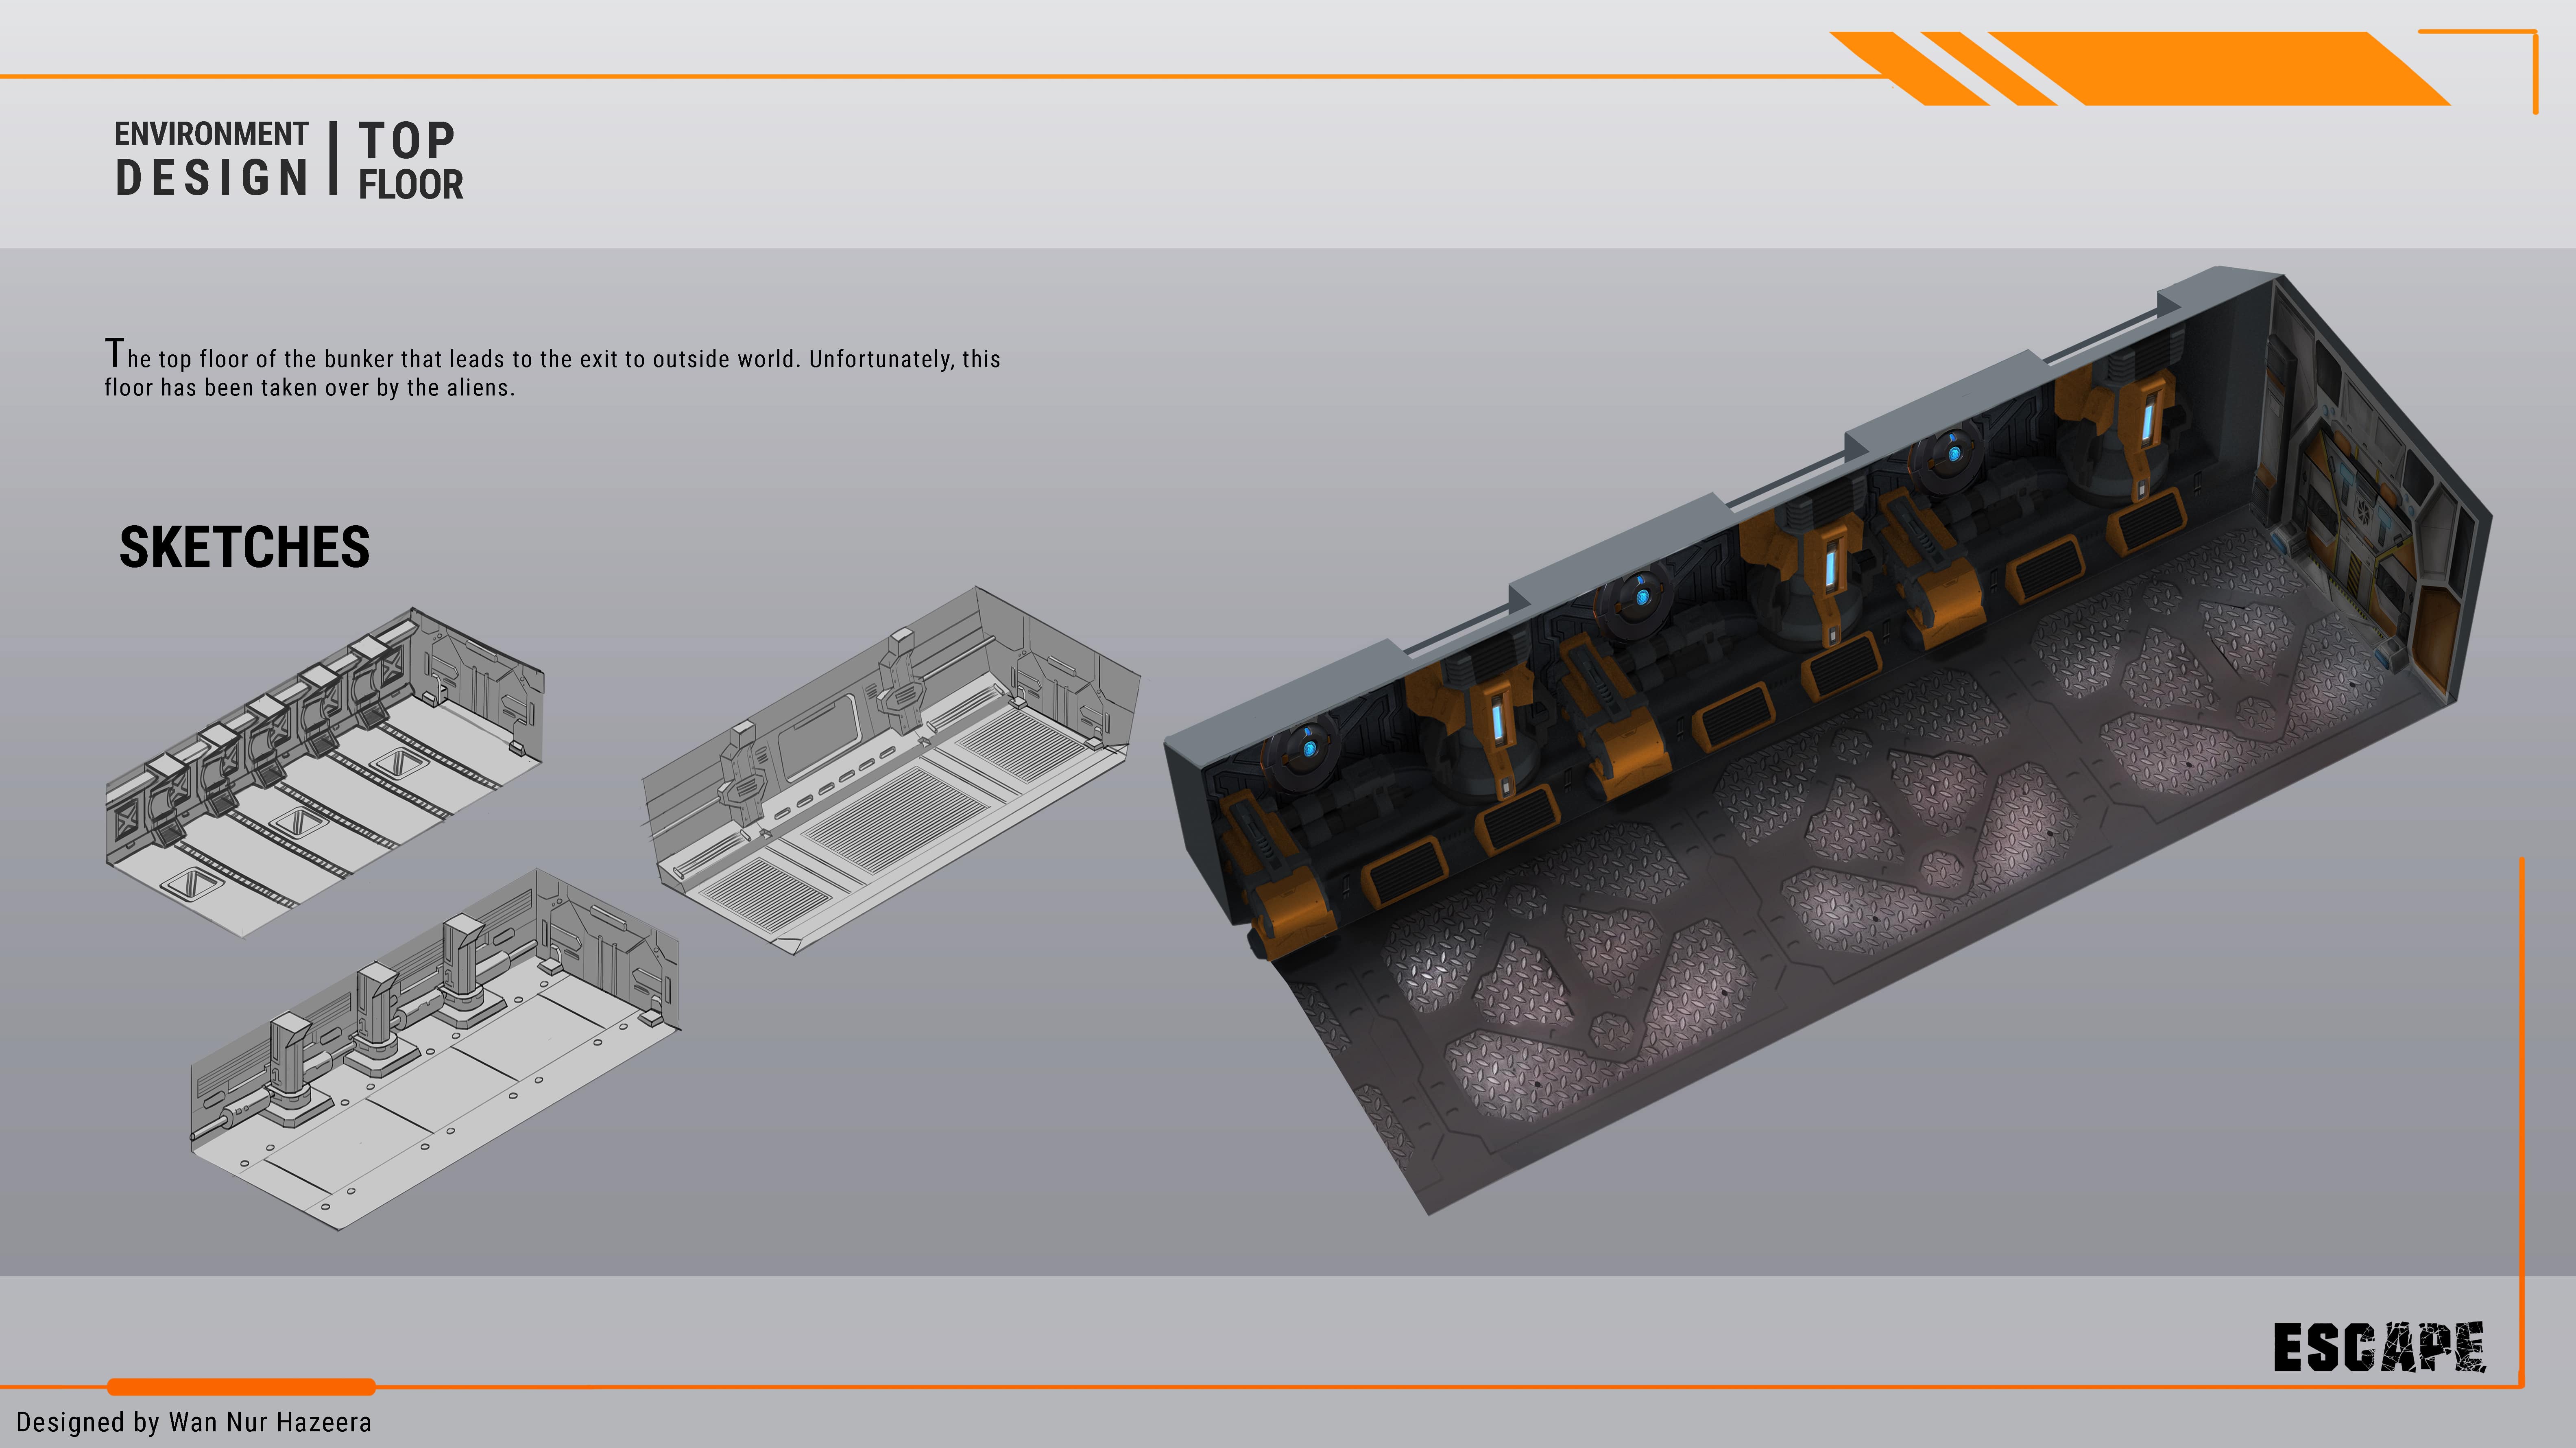 ENVIRONMENT
DESIGN
TOP
FLOOR
The top floor of the bunker that leads to the exit to outside world. Unfortunately, this
floor has been taken over by the aliens.
SKETCHES
ESCAPE
Designed by Wan Nur Hazeera